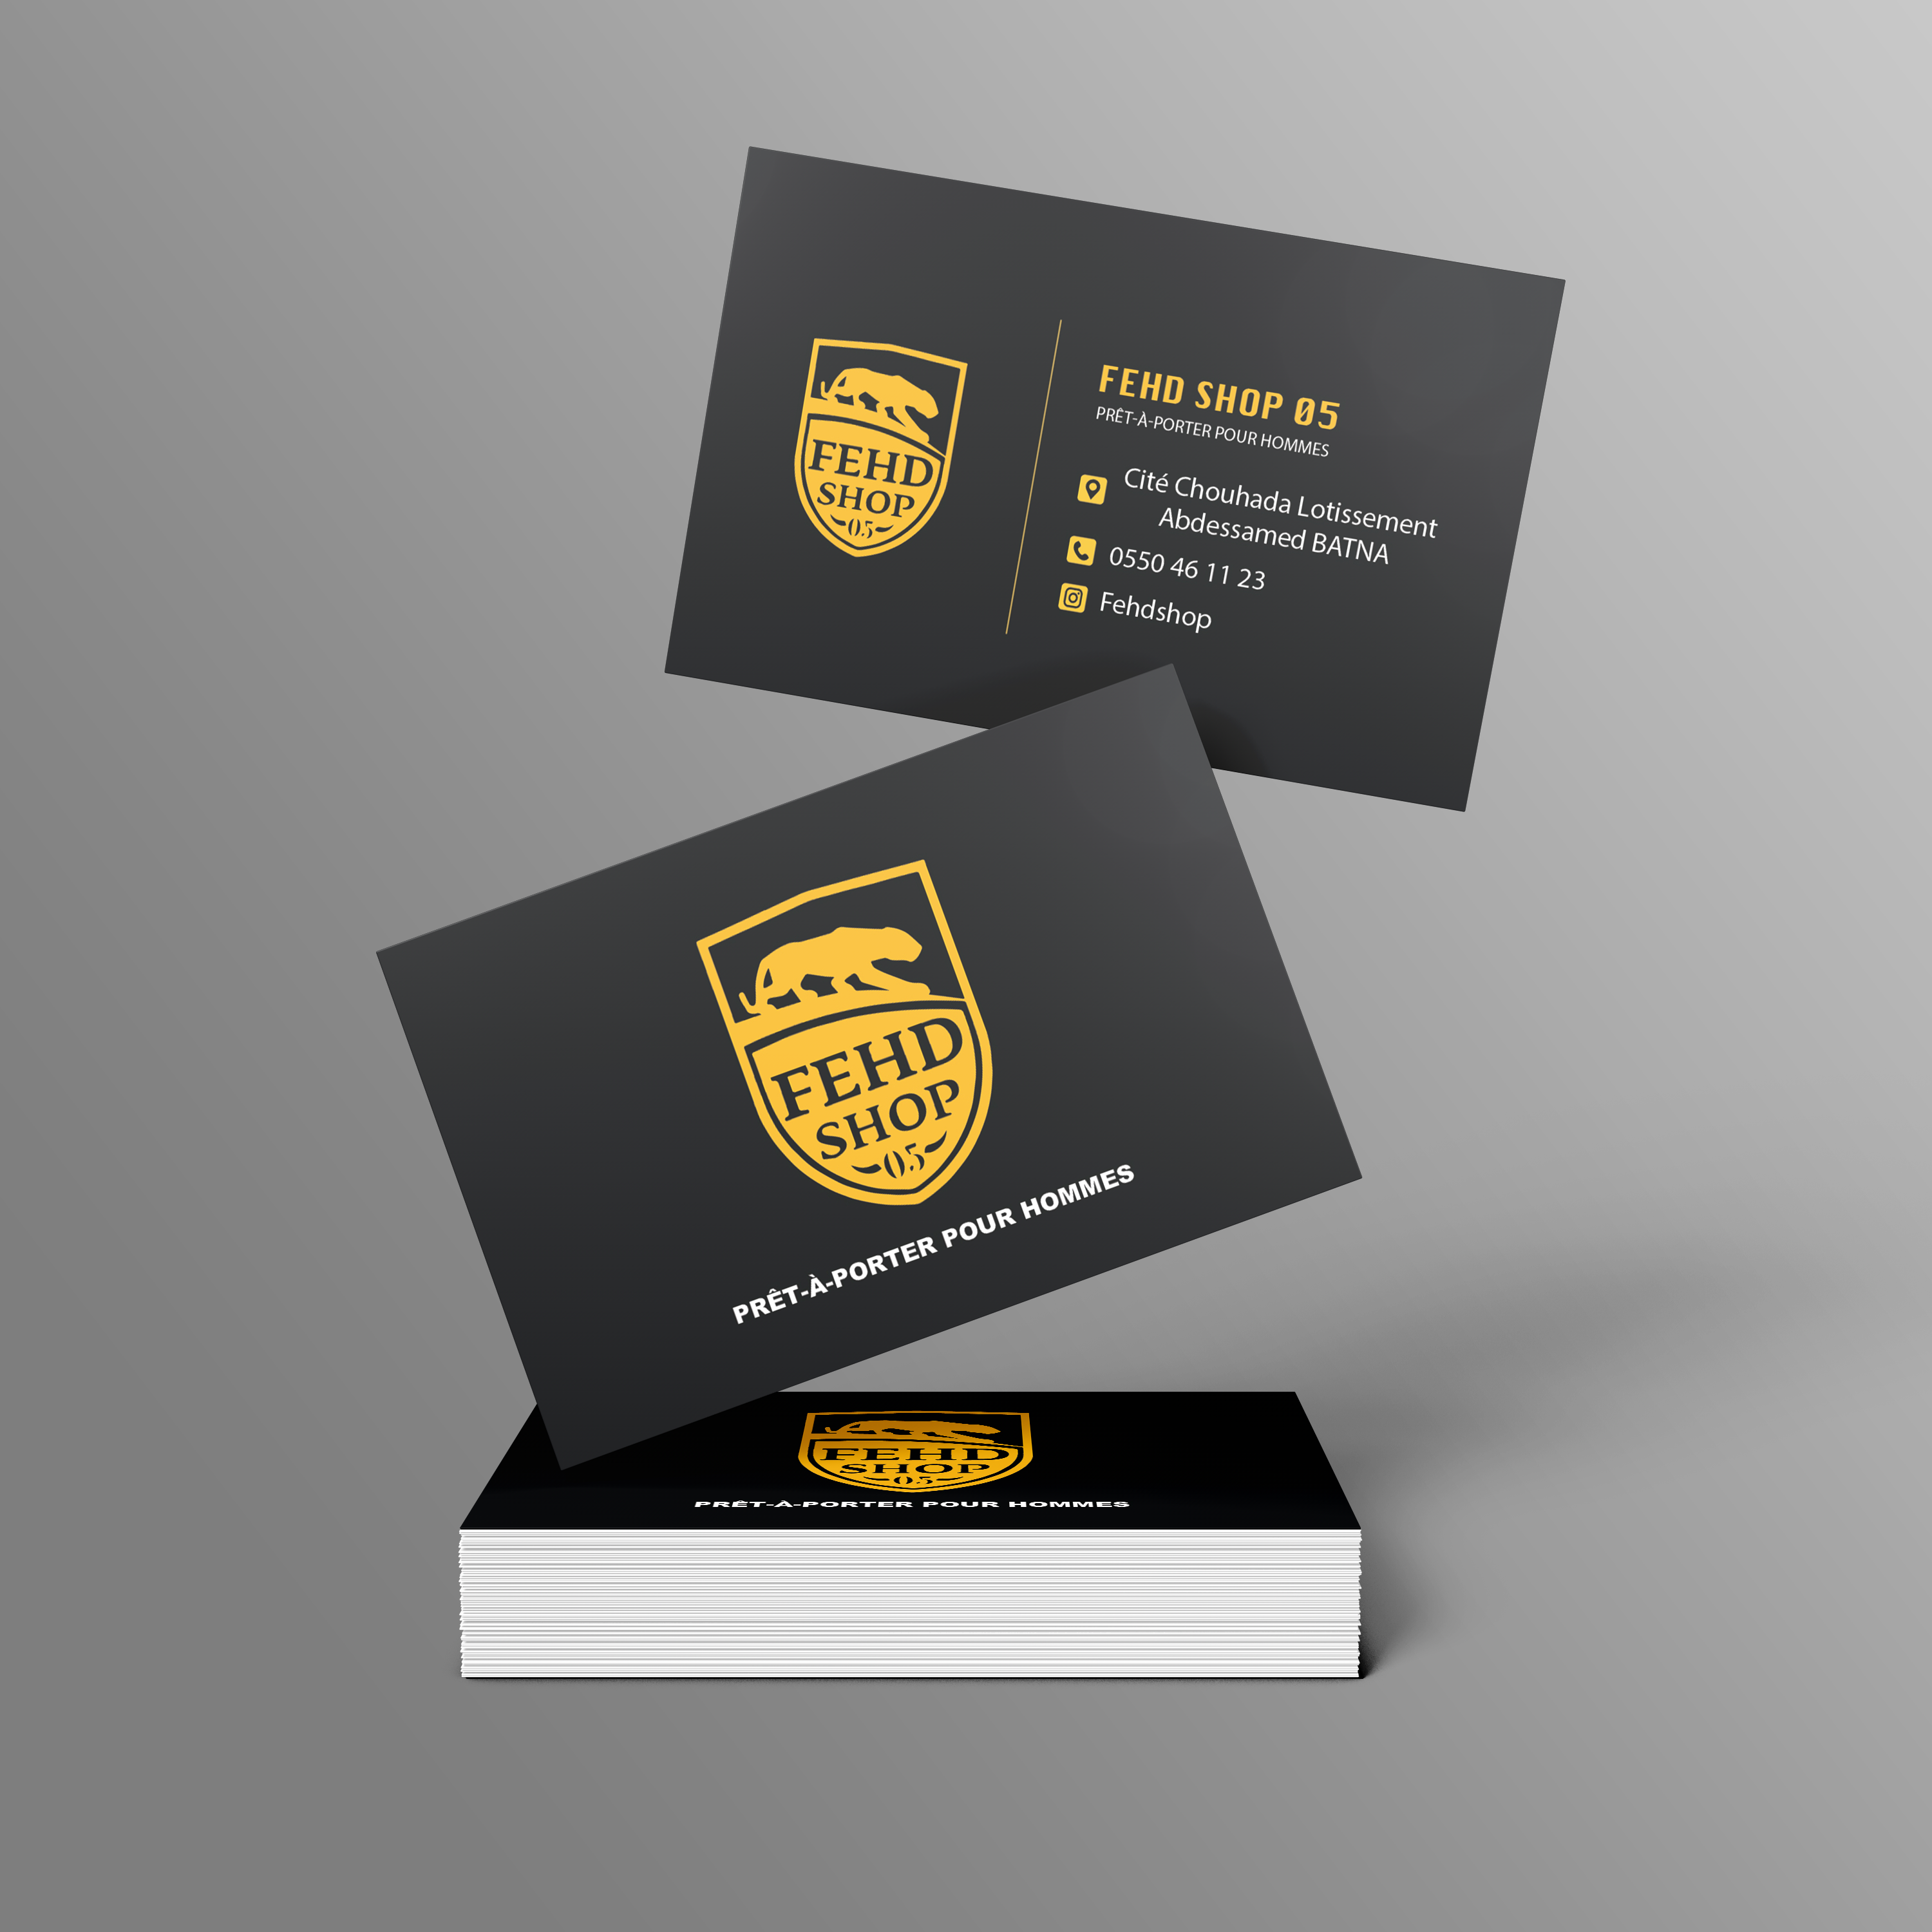 FEHD
SHOP
05
FEHD SHOP 05
PRÊT-À-PORTER POUR HOMMES
Cité Chouhada Lotissement
Abdessamed BATNA
0550 46 11 23
Fehdshop
FEHD
SHOP
05
PRÊT-À-PORTER POUR HOMMES
FEHD
SHOP
05
PRÊT-À-PORTER POUR HOMMES